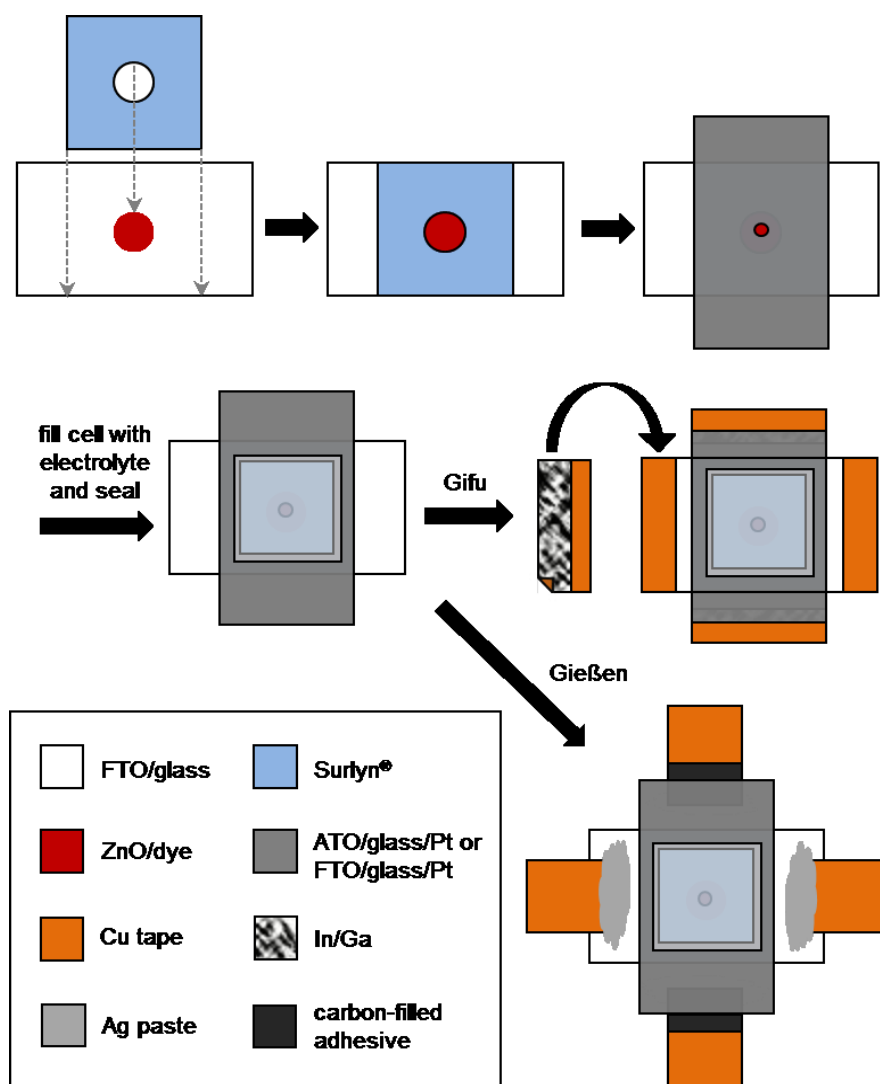 fill cell with
electrolyte
and seal
Gifu
Gießen
FTO/glass
Surlyn®
ZnO/dye
ATO/glass/Pt or
FTO/glass/Pt
Cu tape
In/Ga
Ag paste
carbon-filled
adhesive